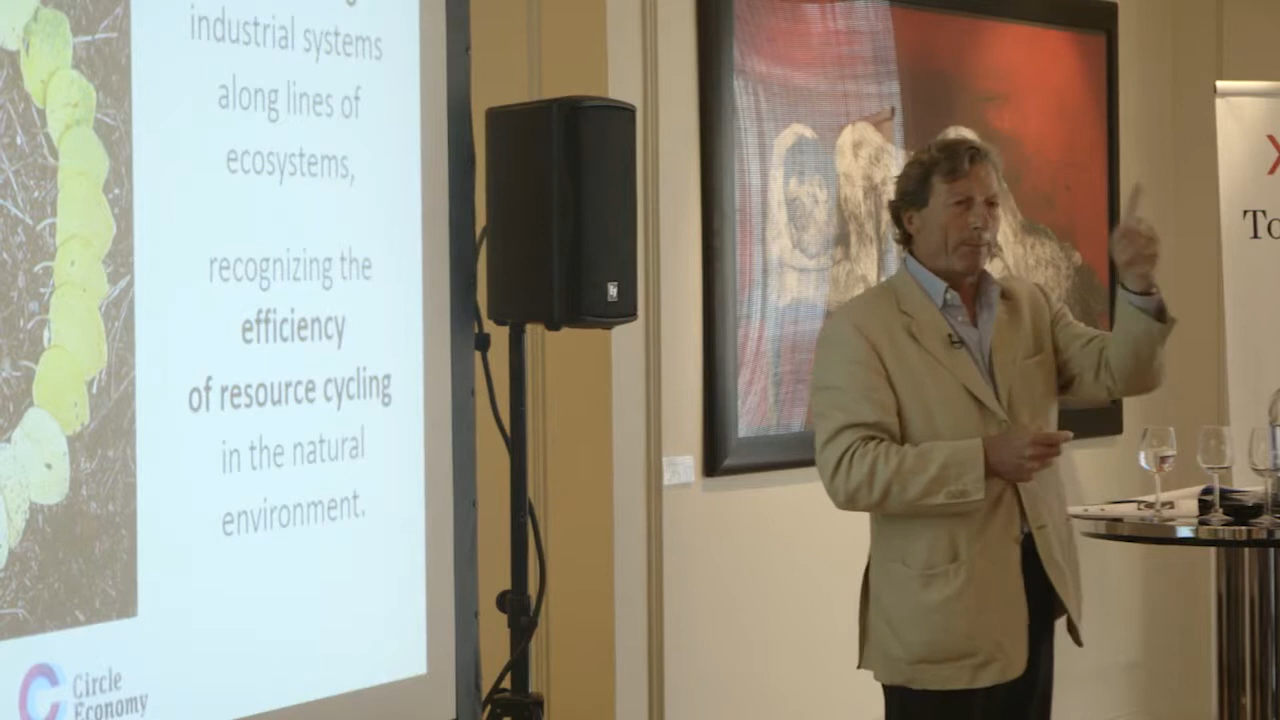 industrial systems
along lines of
ecosystems,
recognizing the
efficiency
of resource cycling
in the natural
environment.
Circle
Economy
EV
X
To